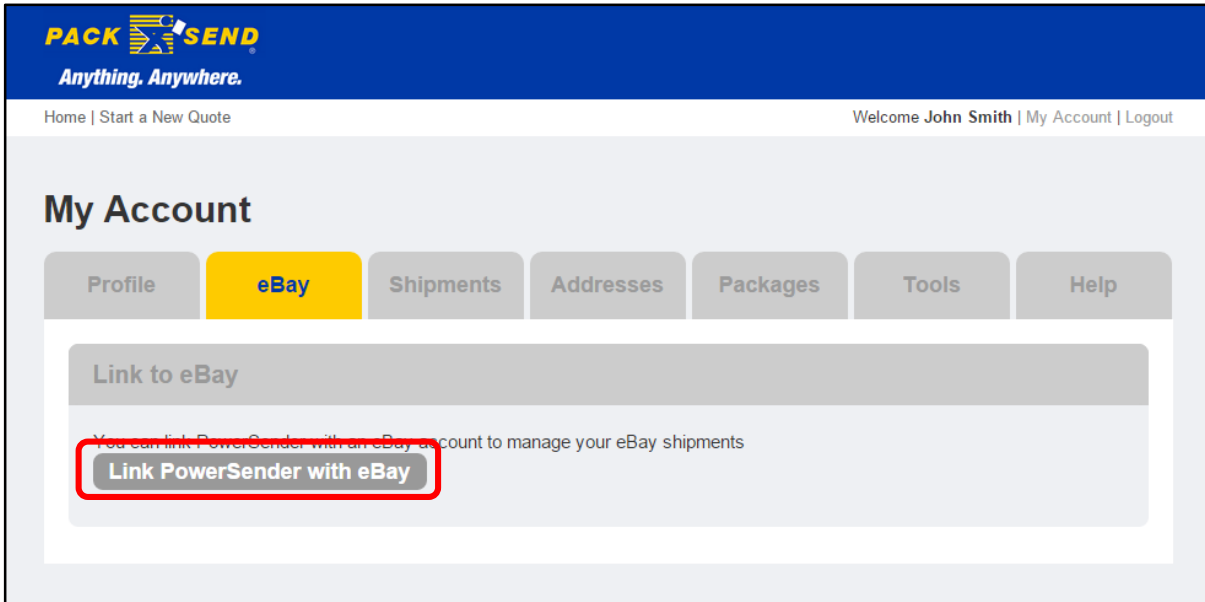 PACK SEND
Anything. Anywhere.
Home | Start a New Quote
Welcome John Smith | My Account | Logout
My Account
Profile
eBay
Shipments
Addresses
Packages
Tools
Help
Link to eBay
You can link PowerSender with an eBay account to manage your eBay shipments
Link PowerSender with eBay